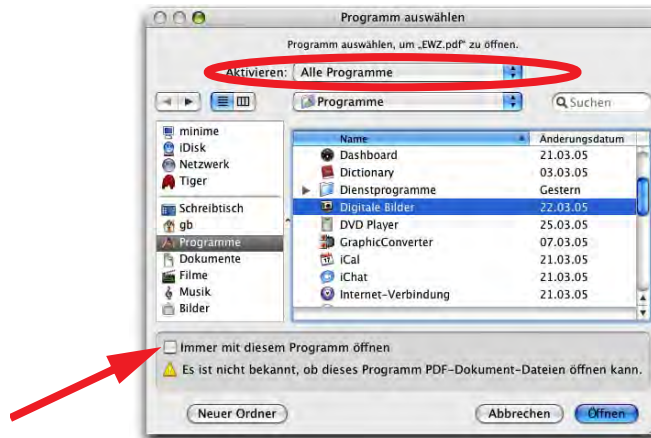 Programm auswählen
Programm auswählen, um „EWZ.pdf“ zu öffnen.
Aktivieren: Alle Programme
Programme
Suchen
minime
iDisk
Netzwerk
Tiger
Schreibtisch
gb
Programme
Dokumente
Filme
Musik
Bilder
Name Änderungsdatum
Dashboard 21.03.05
Dictionary 03.03.05
Dienstprogramme Gestern
Digitale Bilder 22.03.05
DVD Player 25.03.05
GraphicConverter 07.03.05
iCal 21.03.05
iChat 21.03.05
Internet-Verbindung 21.03.05
Immer mit diesem Programm öffnen
Es ist nicht bekannt, ob dieses Programm PDF-Dokument-Dateien öffnen kann.
Neuer Ordner Abbrechen Öffnen